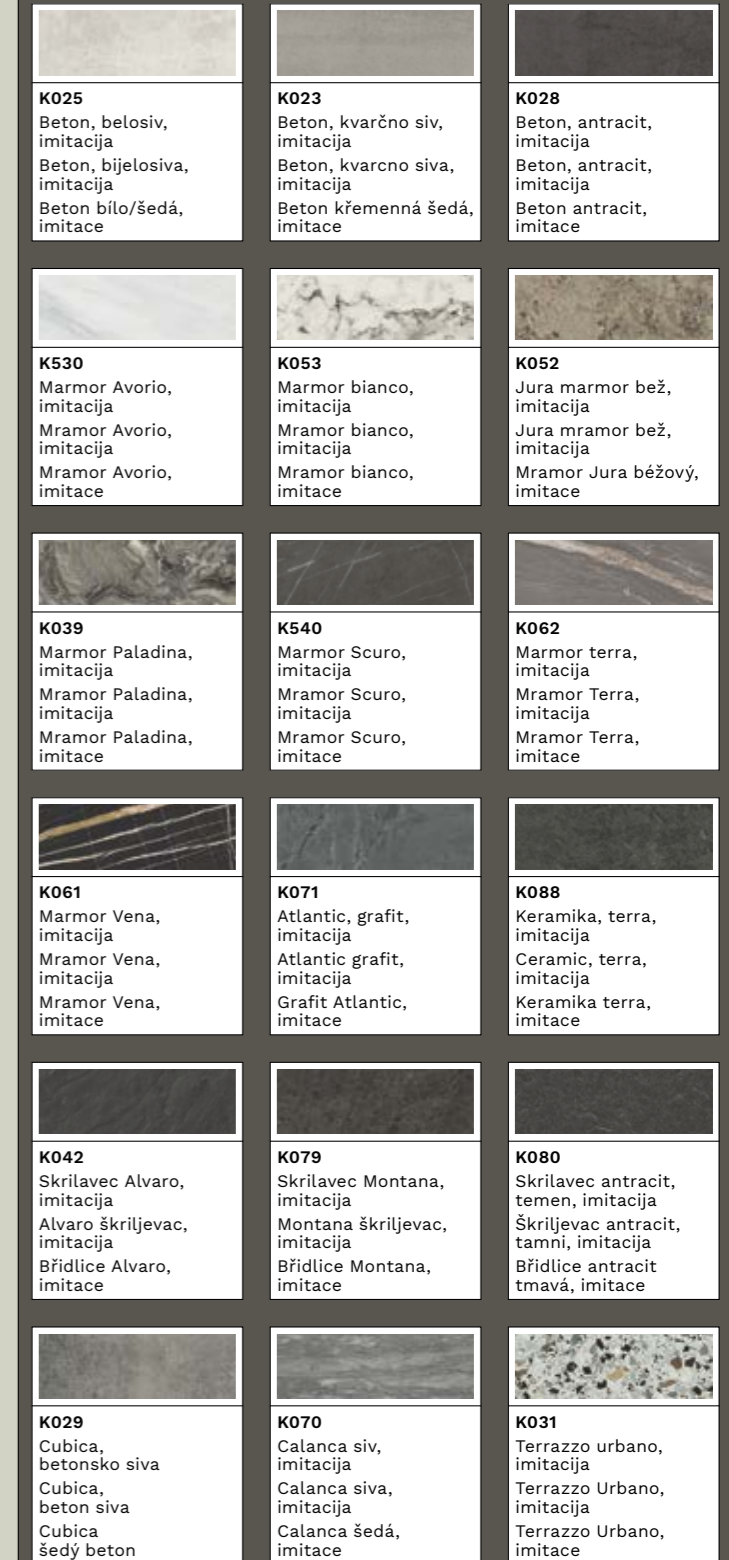 K025
Beton, belosiv,
imitacija
Beton, bijelosiva,
imitacija
Beton bílo/šedá,
imitace
K023
Beton, kvarčno siv,
imitacija
Beton, kvarcno siva,
imitacija
Beton křemenná šedá,
imitace
K028
Beton, antracit,
imitacija
Beton, antracit,
imitacija
Beton antracit,
imitace
K530
Marmor Avorio,
imitacija
Mramor Avorio,
imitacija
Mramor Avorio,
imitace
K053
Marmor bianco,
imitacija
Mramor bianco,
imitacija
Mramor bianco,
imitace
K052
Jura marmor bež,
imitacija
Jura mramor bež,
imitacija
Mramor Jura béžový,
imitace
K039
Marmor Paladina,
imitacija
Mramor Paladina,
imitacija
Mramor Paladina,
imitace
K540
Marmor Scuro,
imitacija
Mramor Scuro,
imitacija
Mramor Scuro,
imitace
K062
Marmor terra,
imitacija
Mramor Terra,
imitacija
Mramor Terra,
imitace
K061
Marmor Vena,
imitacija
Mramor Vena,
imitacija
Mramor Vena,
imitace
K071
Atlantic, grafit,
imitacija
Atlantic grafit,
imitacija
Grafit Atlantic,
imitace
K088
Keramika, terra,
imitacija
Ceramic, terra,
imitacija
Keramika terra,
imitace
K042
Skrilavec Alvaro,
imitacija
Alvaro škriljevac,
imitacija
Břidlice Alvaro,
imitace
K079
Skrilavec Montana,
imitacija
Montana škriljevac,
imitacija
Břidlice Montana,
imitace
K080
Skrilavec antracit,
temen, imitacija
Škriljevac antracit,
tamni, imitacija
Břidlice antracit
tmavá, imitace
K029
Cubica,
betonsko siva
Cubica,
beton siva
Cubica
šedý beton
K070
Calanca siv,
imitacija
Calanca siva,
imitacija
Calanca šedá,
imitace
K031
Terrazzo urbano,
imitacija
Terrazzo Urbano,
imitacija
Terrazzo Urbano,
imitace